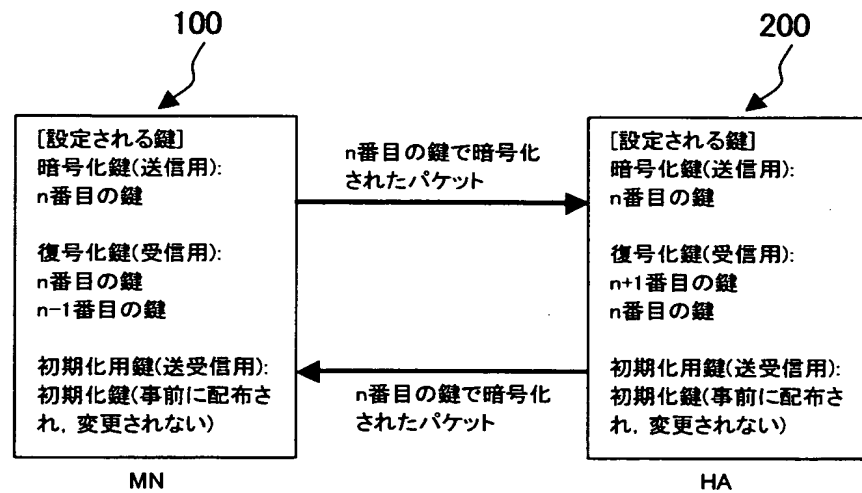 100
200
[設定される鍵]
暗号化鍵(送信用):
n番目の鍵
復号化鍵(受信用):
n番目の鍵
n-1番目の鍵
初期化用鍵(送受信用):
初期化鍵(事前に配布さ
れ, 変更されない)
MN
n番目の鍵で暗号化
されたパケット
n番目の鍵で暗号化
されたパケット
[設定される鍵]
暗号化鍵(送信用):
n番目の鍵
復号化鍵(受信用):
n+1番目の鍵
n番目の鍵
初期化用鍵(送受信用):
初期化鍵(事前に配布さ
れ, 変更されない)
HA